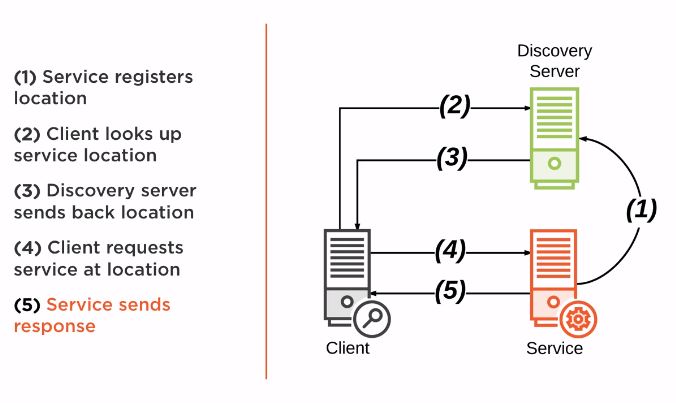 (1) Service registers
location
(2) Client looks up
service location
(3) Discovery server
sends back location
(4) Client requests
service at location
(5) Service sends
response
Discovery
Server
(2)
(3)
(1)
(4)
(5)
Client
Service